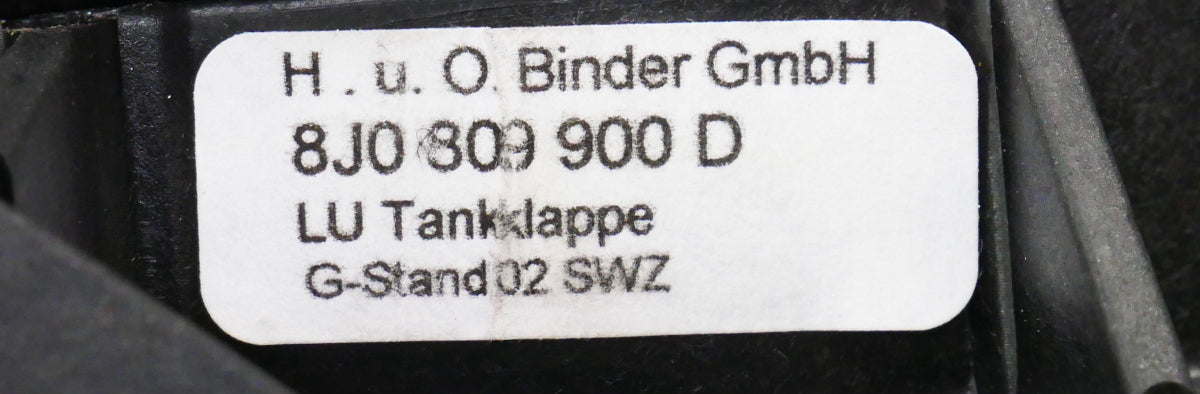 H . u. O. Binder GmbH
8J0 809 900 D
LU Tankklappe
G-Stand 02 SWZ